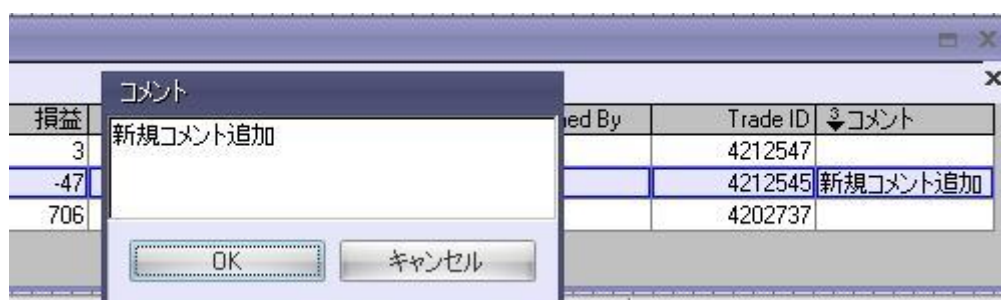 コメント
損益
ned By
Trade ID
3 コメント
新規コメント追加
3
4212547
-47
4212545
新規コメント追加
706
4202737
OK
キャンセル